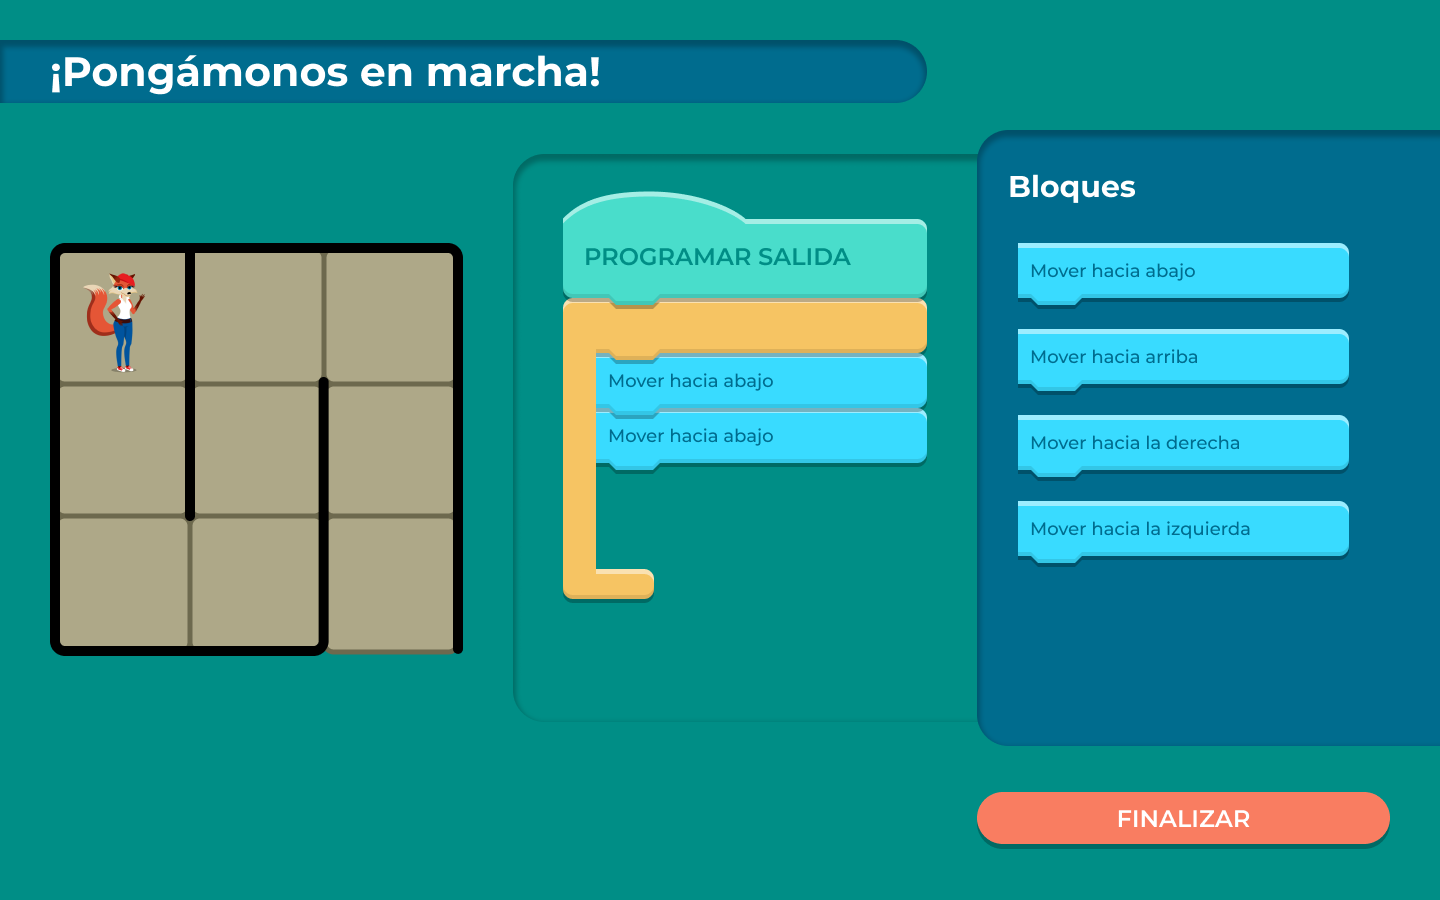 ¡Pongámonos en marcha!
PROGRAMAR SALIDA
Mover hacia abajo
Mover hacia abajo
Bloques
Mover hacia abajo
Mover hacia arriba
Mover hacia la derecha
Mover hacia la izquierda
FINALIZAR